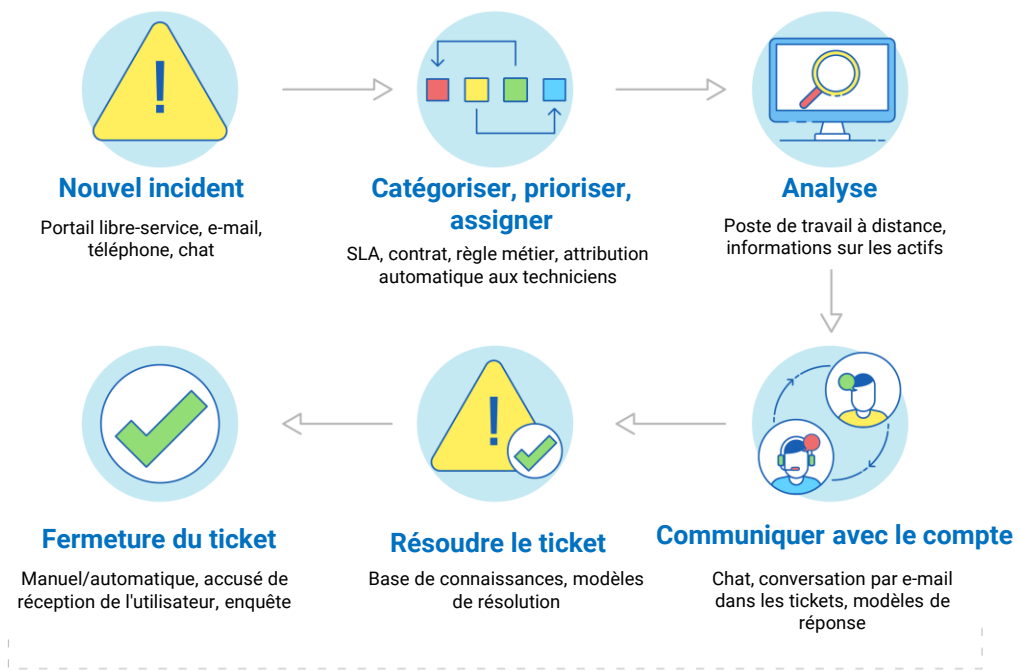 Nouvel incident
Portail libre-service, e-mail,
téléphone, chat
Catégoriser, prioriser,
assigner
SLA, contrat, règle métier, attribution
automatique aux techniciens
Analyse
Poste de travail à distance,
informations sur les actifs
Communiquer avec le compte
Chat, conversation par e-mail
dans les tickets, modèles de
réponse
Résoudre le ticket
Base de connaissances, modèles
de résolution
Fermeture du ticket
Manuel/automatique, accusé de
réception de l'utilisateur, enquête